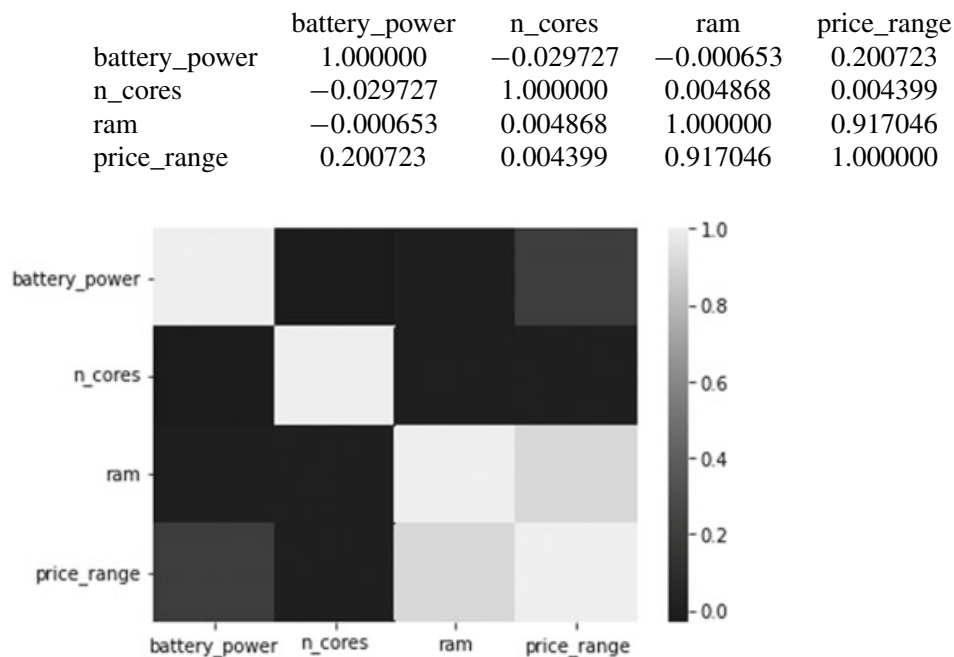 battery_power n_cores ram price_range
battery_power 1.000000 −0.029727 −0.000653 0.200723
n_cores −0.029727 1.000000 0.004868 0.004399
ram −0.000653 0.004868 1.000000 0.917046
price_range 0.200723 0.004399 0.917046 1.000000
1.0
battery_power
0.8
n_cores
0.6
0.4
ram
0.2
price_range
0.0
battery_power n_cores ram price_range